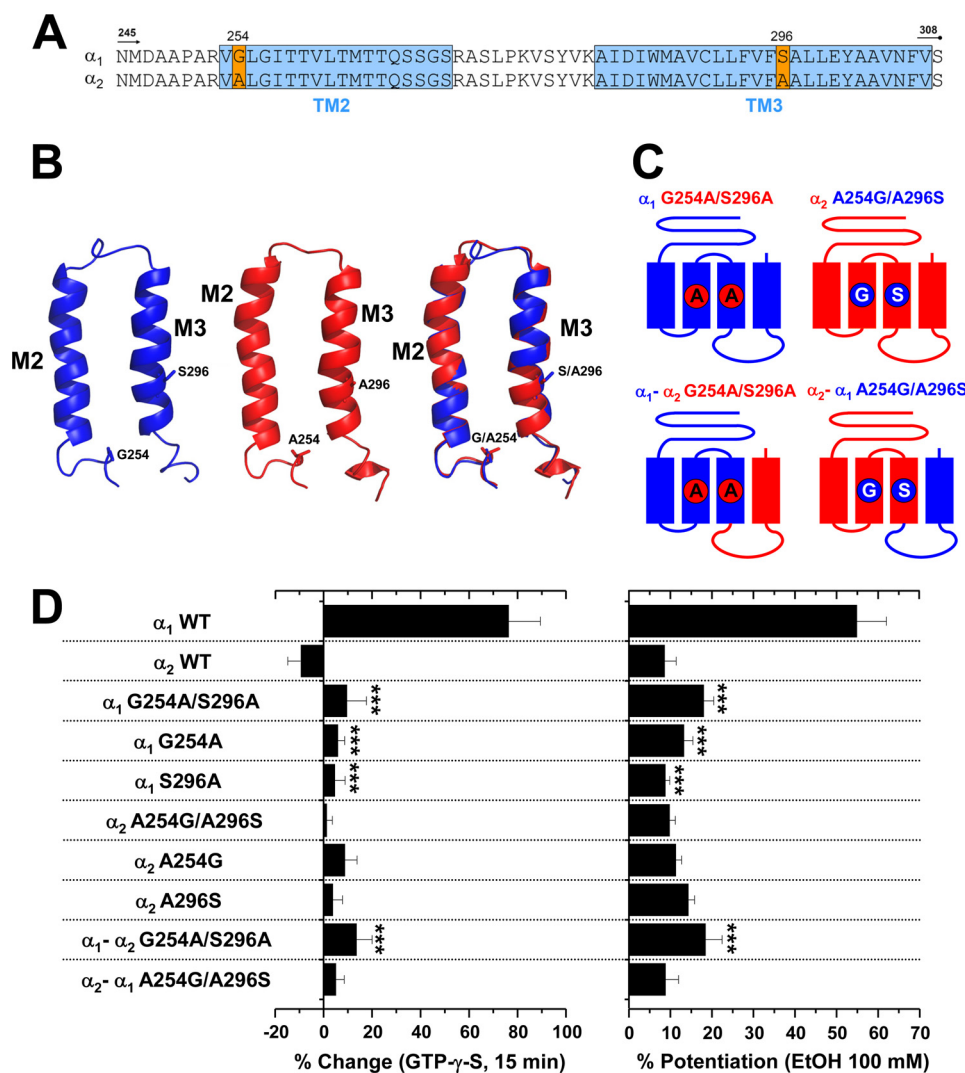 A
245 254 296 308
α1 NMDAAPARVGLGITTVLTMTTQSSGSRASLPKVSYVKAIDIWMAVCLLFVFSALLEYAAVNFVS
α2 NMDAAPARVALGITTVLTMTTQSSGSRASLPKVSYVKAIDIWMAVCLLFVFAALLEYAAVNFVS
TM2 TM3
B
M2 M3 S296 G254
M2 M3 A296 A254
M2 M3 S/A296 G/A254
C
α1 G254A/S296A
α2 A254G/A296S
A A
G S
α1- α2 G254A/S296A
α2- α1 A254G/A296S
A A
G S
D
α1 WT
α2 WT
α1 G254A/S296A *** ***
α1 G254A *** ***
α1 S296A *** ***
α2 A254G/A296S
α2 A254G
α2 A296S
α1- α2 G254A/S296A *** ***
α2- α1 A254G/A296S
-20 0 20 40 60 80 100
% Change (GTP-γ-S, 15 min)
0 10 20 30 40 50 60 70
% Potentiation (EtOH 100 mM)